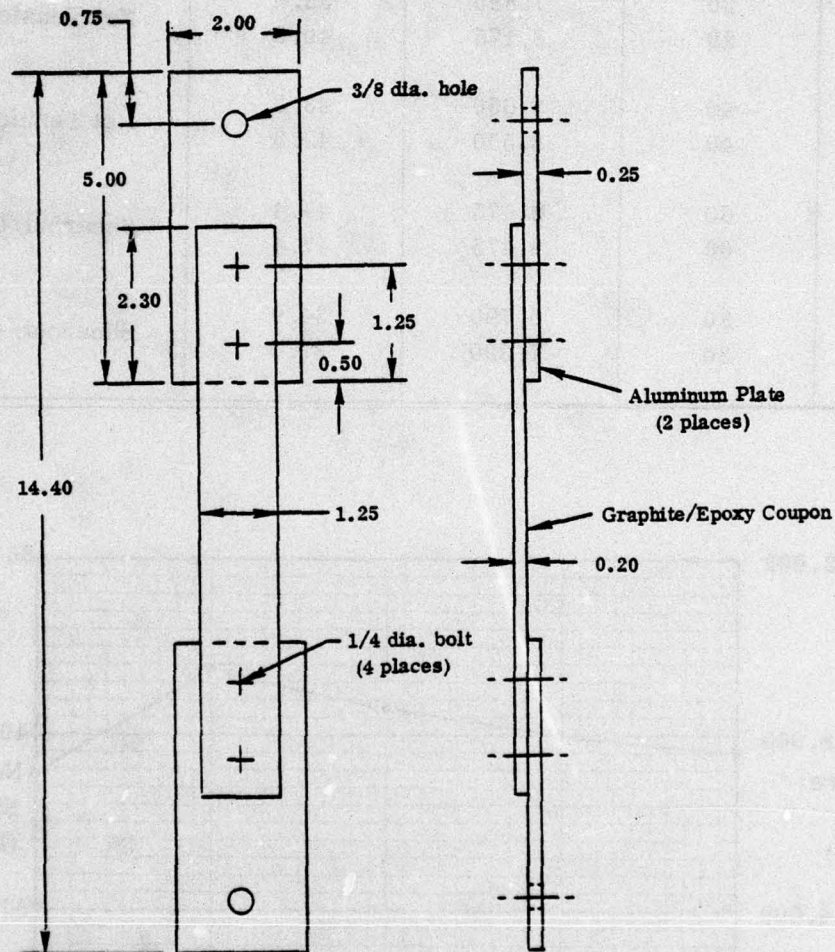 0.75
2.00
3/8 dia. hole
5.00
0.25
2.30
1.25
0.50
Aluminum Plate
(2 places)
14.40
1.25
Graphite/Epoxy Coupon
0.20
1/4 dia. bolt
(4 places)